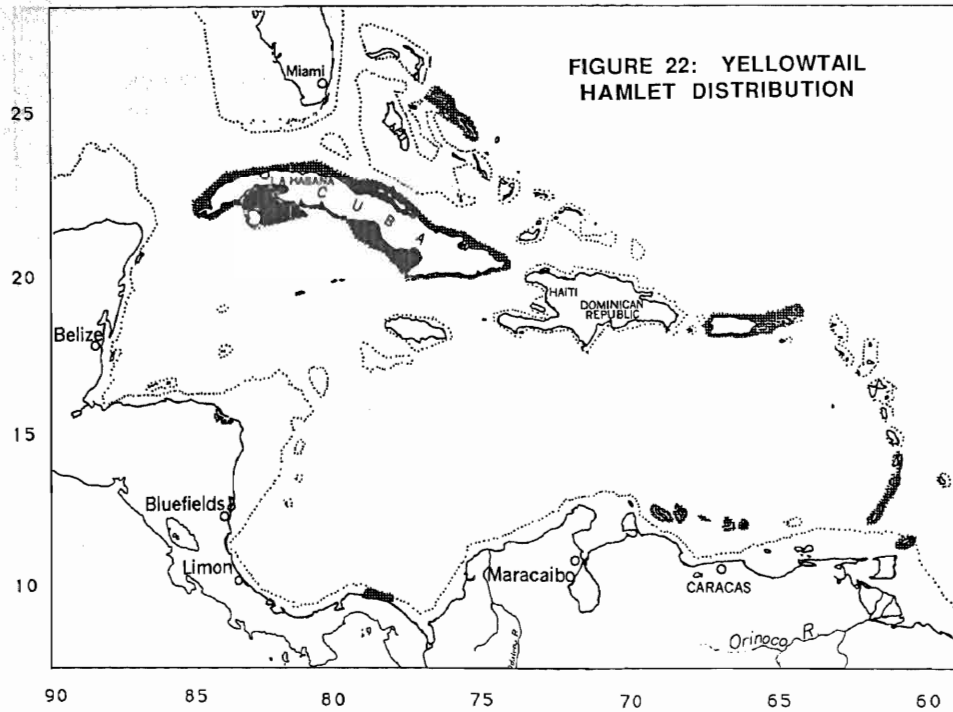 FIGURE 22: YELLOWTAIL
HAMLET DISTRIBUTION
Miami
25
LA HABANA
C U B A
20
HAITI
DOMINICAN
REPUBLIC
Belize
15
Bluefields
Limon
Maracaibo
CARACAS
10
Orinoco R
90 85 80 75 70 65 60